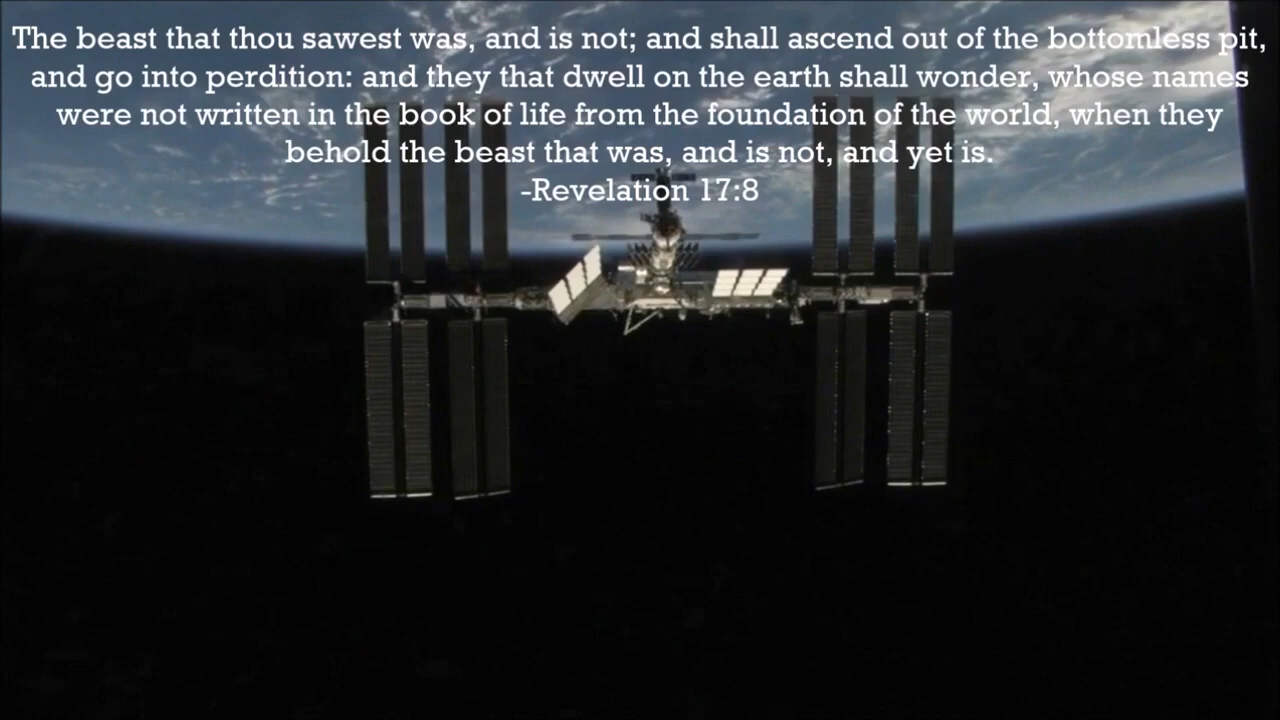 The beast that thou sawest was, and is not; and shall ascend out of the bottomless pit,
and go into perdition: and they that dwell on the earth shall wonder, whose names
were not written in the book of life from the foundation of the world, when they
behold the beast that was, and is not, and yet is.
-Revelation 17:8